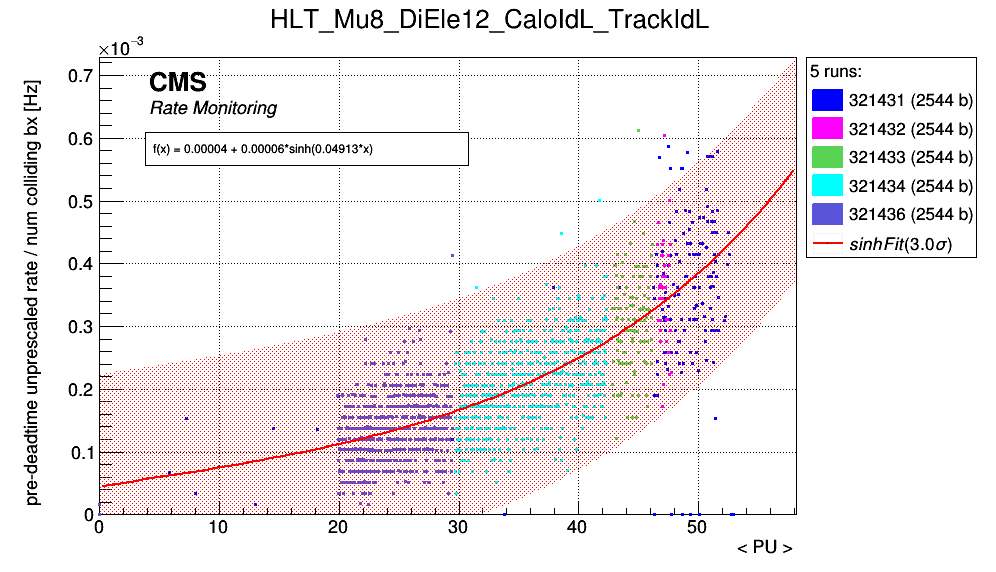 HLT_Mu8_DiEle12_CaloIdL_TrackIdL
×10⁻³
CMS
Rate Monitoring
f(x) = 0.00004 + 0.00006*sinh(0.04913*x)
pre-deadtime unprescaled rate / num colliding bx [Hz]
0.7
0.6
0.5
0.4
0.3
0.2
0.1
0
0 10 20 30 40 50
< PU >
5 runs:
321431 (2544 b)
321432 (2544 b)
321433 (2544 b)
321434 (2544 b)
321436 (2544 b)
sinhFit(3.0σ)